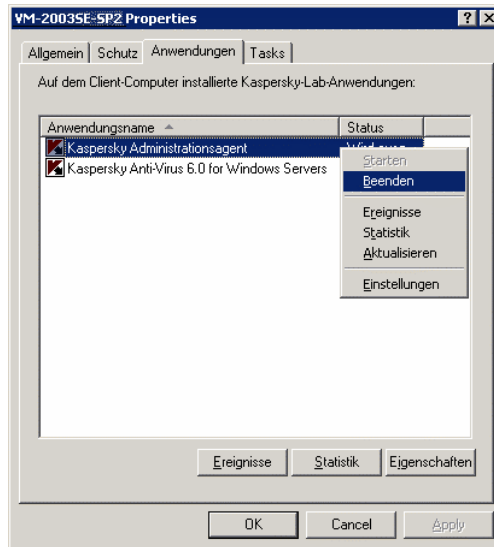 VM-2003SE-SP2 Properties
Allgemein Schutz Anwendungen Tasks
Auf dem Client-Computer installierte Kaspersky-Lab-Anwendungen:
Anwendungsname Status
Kaspersky Administrationsagent
Kaspersky Anti-Virus 6.0 for Windows Servers
Starten
Beenden
Ereignisse
Statistik
Aktualisieren
Einstellungen
Ereignisse Statistik Eigenschaften
OK Cancel Apply